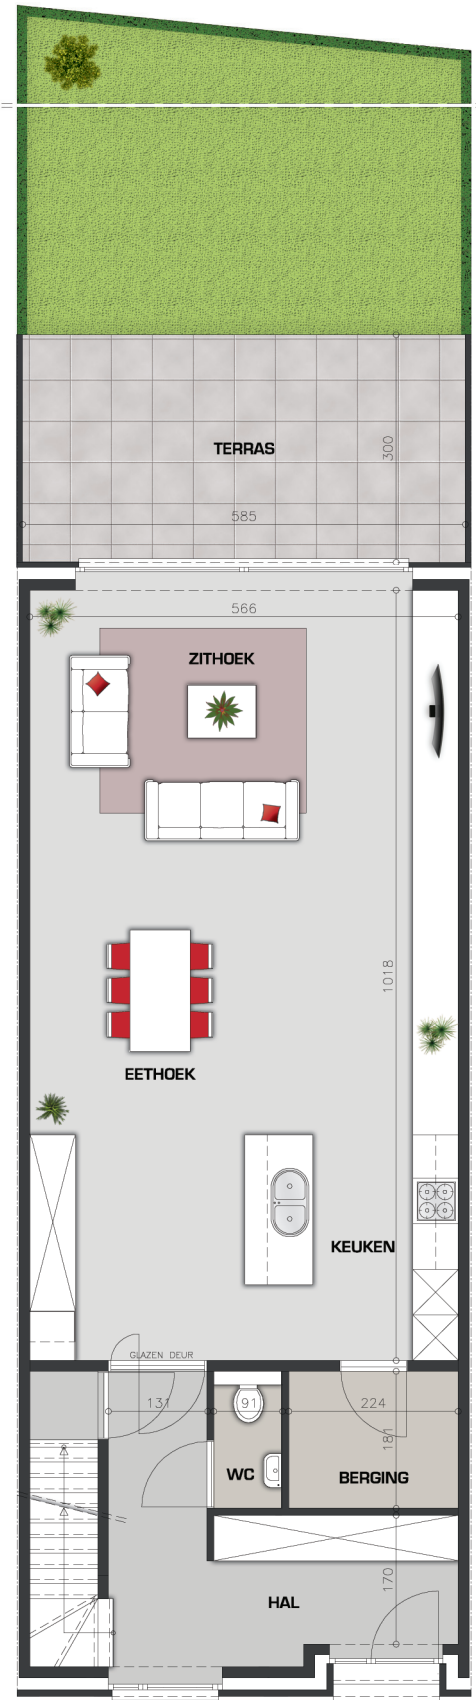 TERRAS
300
585
566
ZITHOEK
1018
EETHOEK
KEUKEN
GLAZEN DEUR
131
91
224
181
WC
BERGING
170
HAL